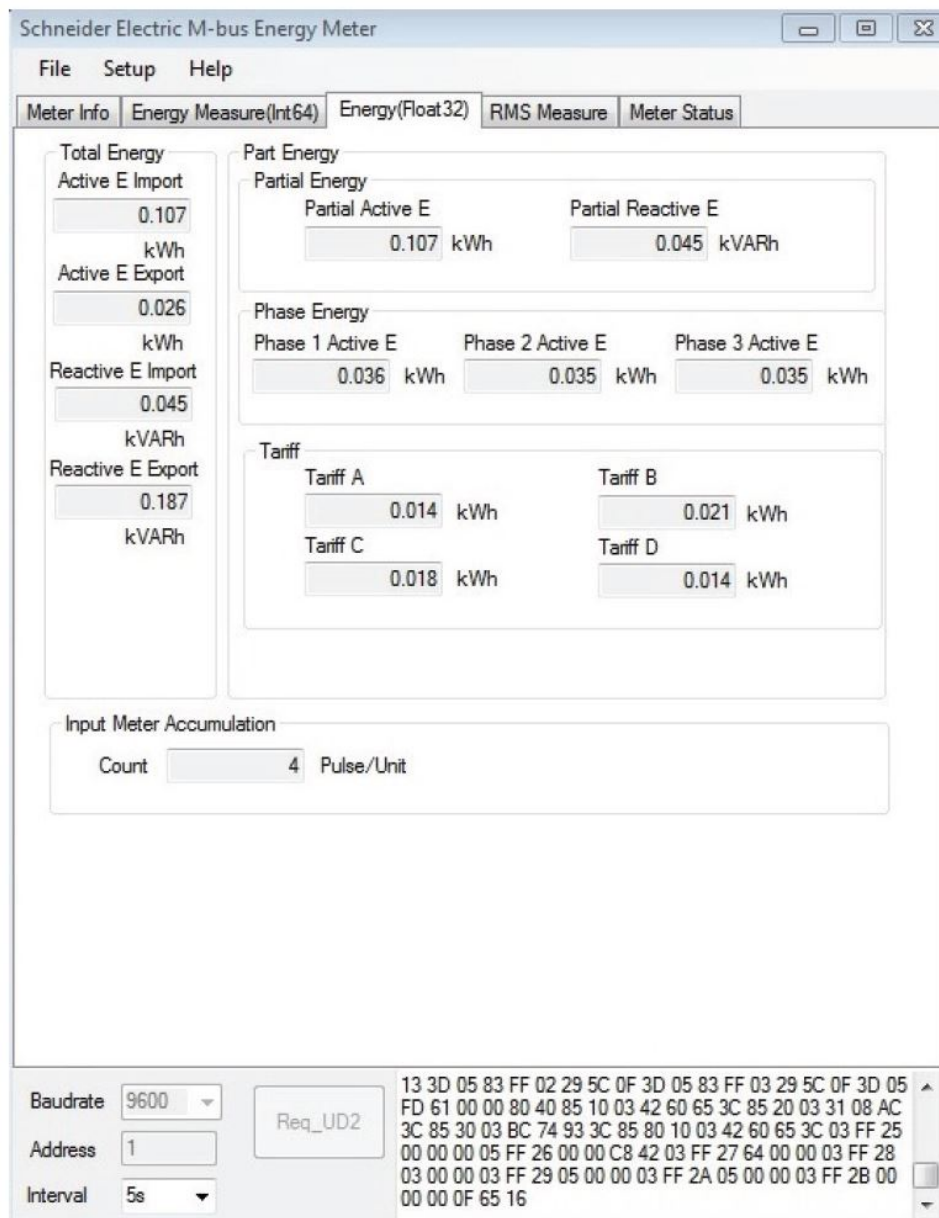 Schneider Electric M-bus Energy Meter
File Setup Help
Meter Info Energy Measure(Int64) Energy(Float32) RMS Measure Meter Status
Total Energy
Active E Import
0.107
kWh
Active E Export
0.026
kWh
Reactive E Import
0.045
kVARh
Reactive E Export
0.187
kVARh
Part Energy
Partial Energy
Partial Active E Partial Reactive E
0.107 kWh 0.045 kVARh
Phase Energy
Phase 1 Active E Phase 2 Active E Phase 3 Active E
0.036 kWh 0.035 kWh 0.035 kWh
Tariff
Tariff A Tariff B
0.014 kWh 0.021 kWh
Tariff C Tariff D
0.018 kWh 0.014 kWh
Input Meter Accumulation
Count 4 Pulse/Unit
Baudrate 9600
Address 1
Interval 5s
Req_UD2
13 3D 05 83 FF 02 29 5C 0F 3D 05 83 FF 03 29 5C 0F 3D 05
FD 61 00 00 80 40 85 10 03 42 60 65 3C 85 20 03 31 08 AC
3C 85 30 03 BC 74 93 3C 85 80 10 03 42 60 65 3C 03 FF 25
00 00 00 05 FF 26 00 00 C8 42 03 FF 27 64 00 00 03 FF 28
03 00 00 03 FF 29 05 00 00 03 FF 2A 05 00 00 03 FF 2B 00
00 00 0F 65 16